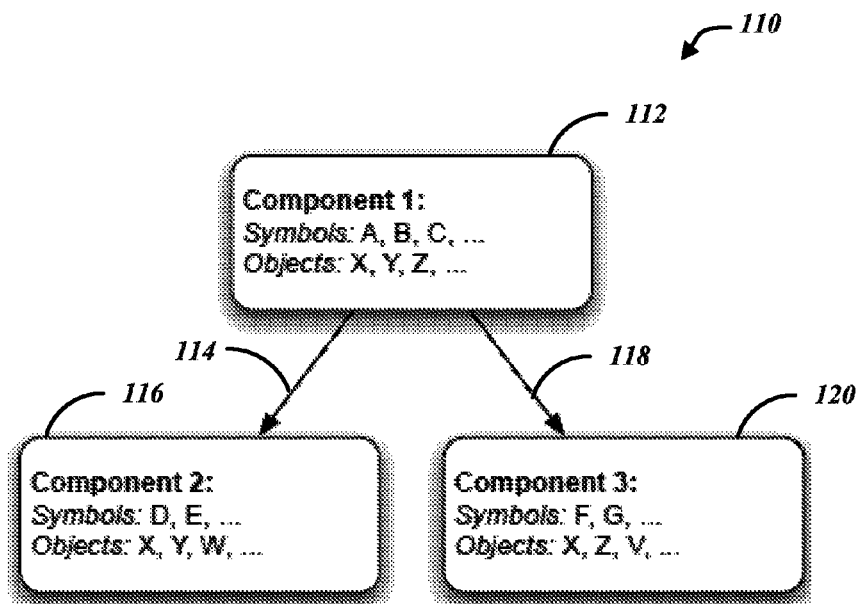 110
112
Component 1:
Symbols: A, B, C, ...
Objects: X, Y, Z, ...
114
118
116
120
Component 2:
Symbols: D, E, ...
Objects: X, Y, W, ...
Component 3:
Symbols: F, G, ...
Objects: X, Z, V, ...